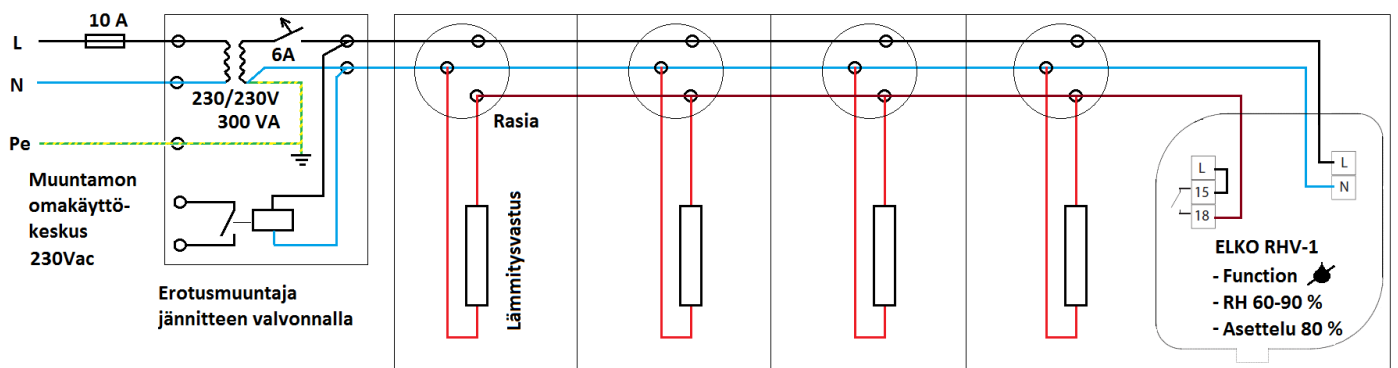 10 A
L
N
Pe
6A
230/230V
300 VA
Muuntamon
omakäyttö-
keskus
230Vac
Erotusmuuntaja
jännitteen valvonnalla
Rasia
Lämmitysvastus
L
15
18
L
N
ELKO RHV-1
- Function
- RH 60-90 %
- Asettelu 80 %